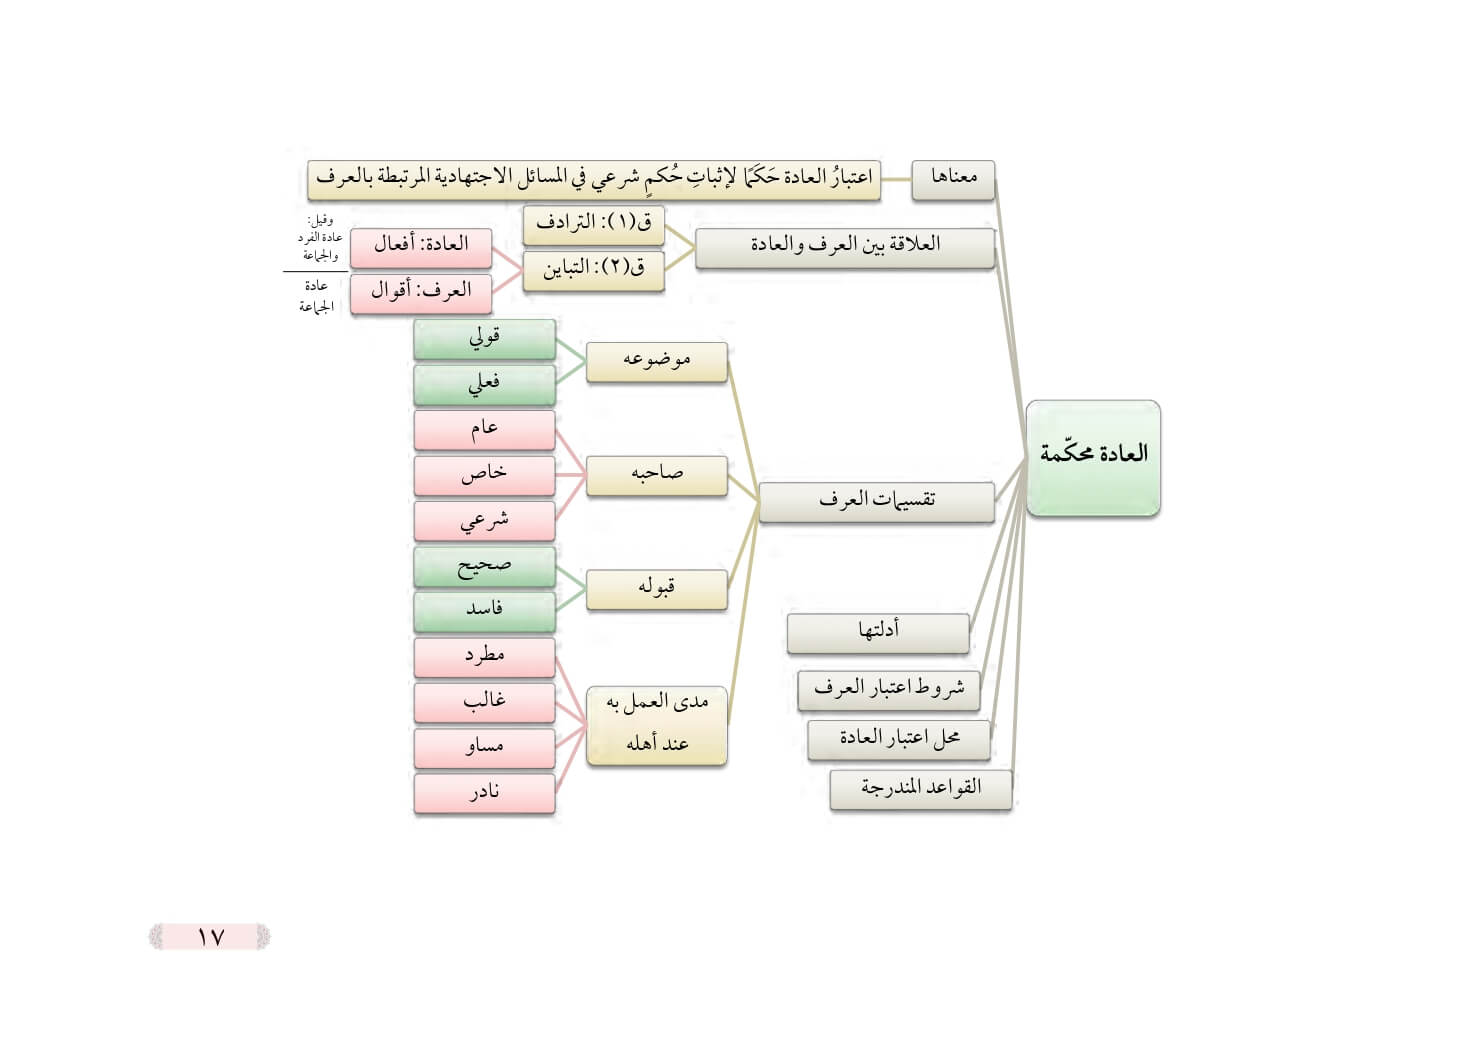 العادة محكّمة
معناها
اعتبارُ العادة حَكَمًا لإثباتِ حُكمٍ شرعي في المسائل الاجتهادية المرتبطة بالعرف
العلاقة بين العرف والعادة
ق(١): الترادف
ق(٢): التباين
العادة: أفعال
العرف: أقوال
وقيل:
عادة الفرد
والجماعة
عادة
الجماعة
تقسيمات العرف
موضوعه
قولي
فعلي
صاحبه
عام
خاص
شرعي
قبوله
صحيح
فاسد
مدى العمل به
عند أهله
مطرد
غالب
مساو
نادر
أدلتها
شروط اعتبار العرف
محل اعتبار العادة
القواعد المندرجة
١٧